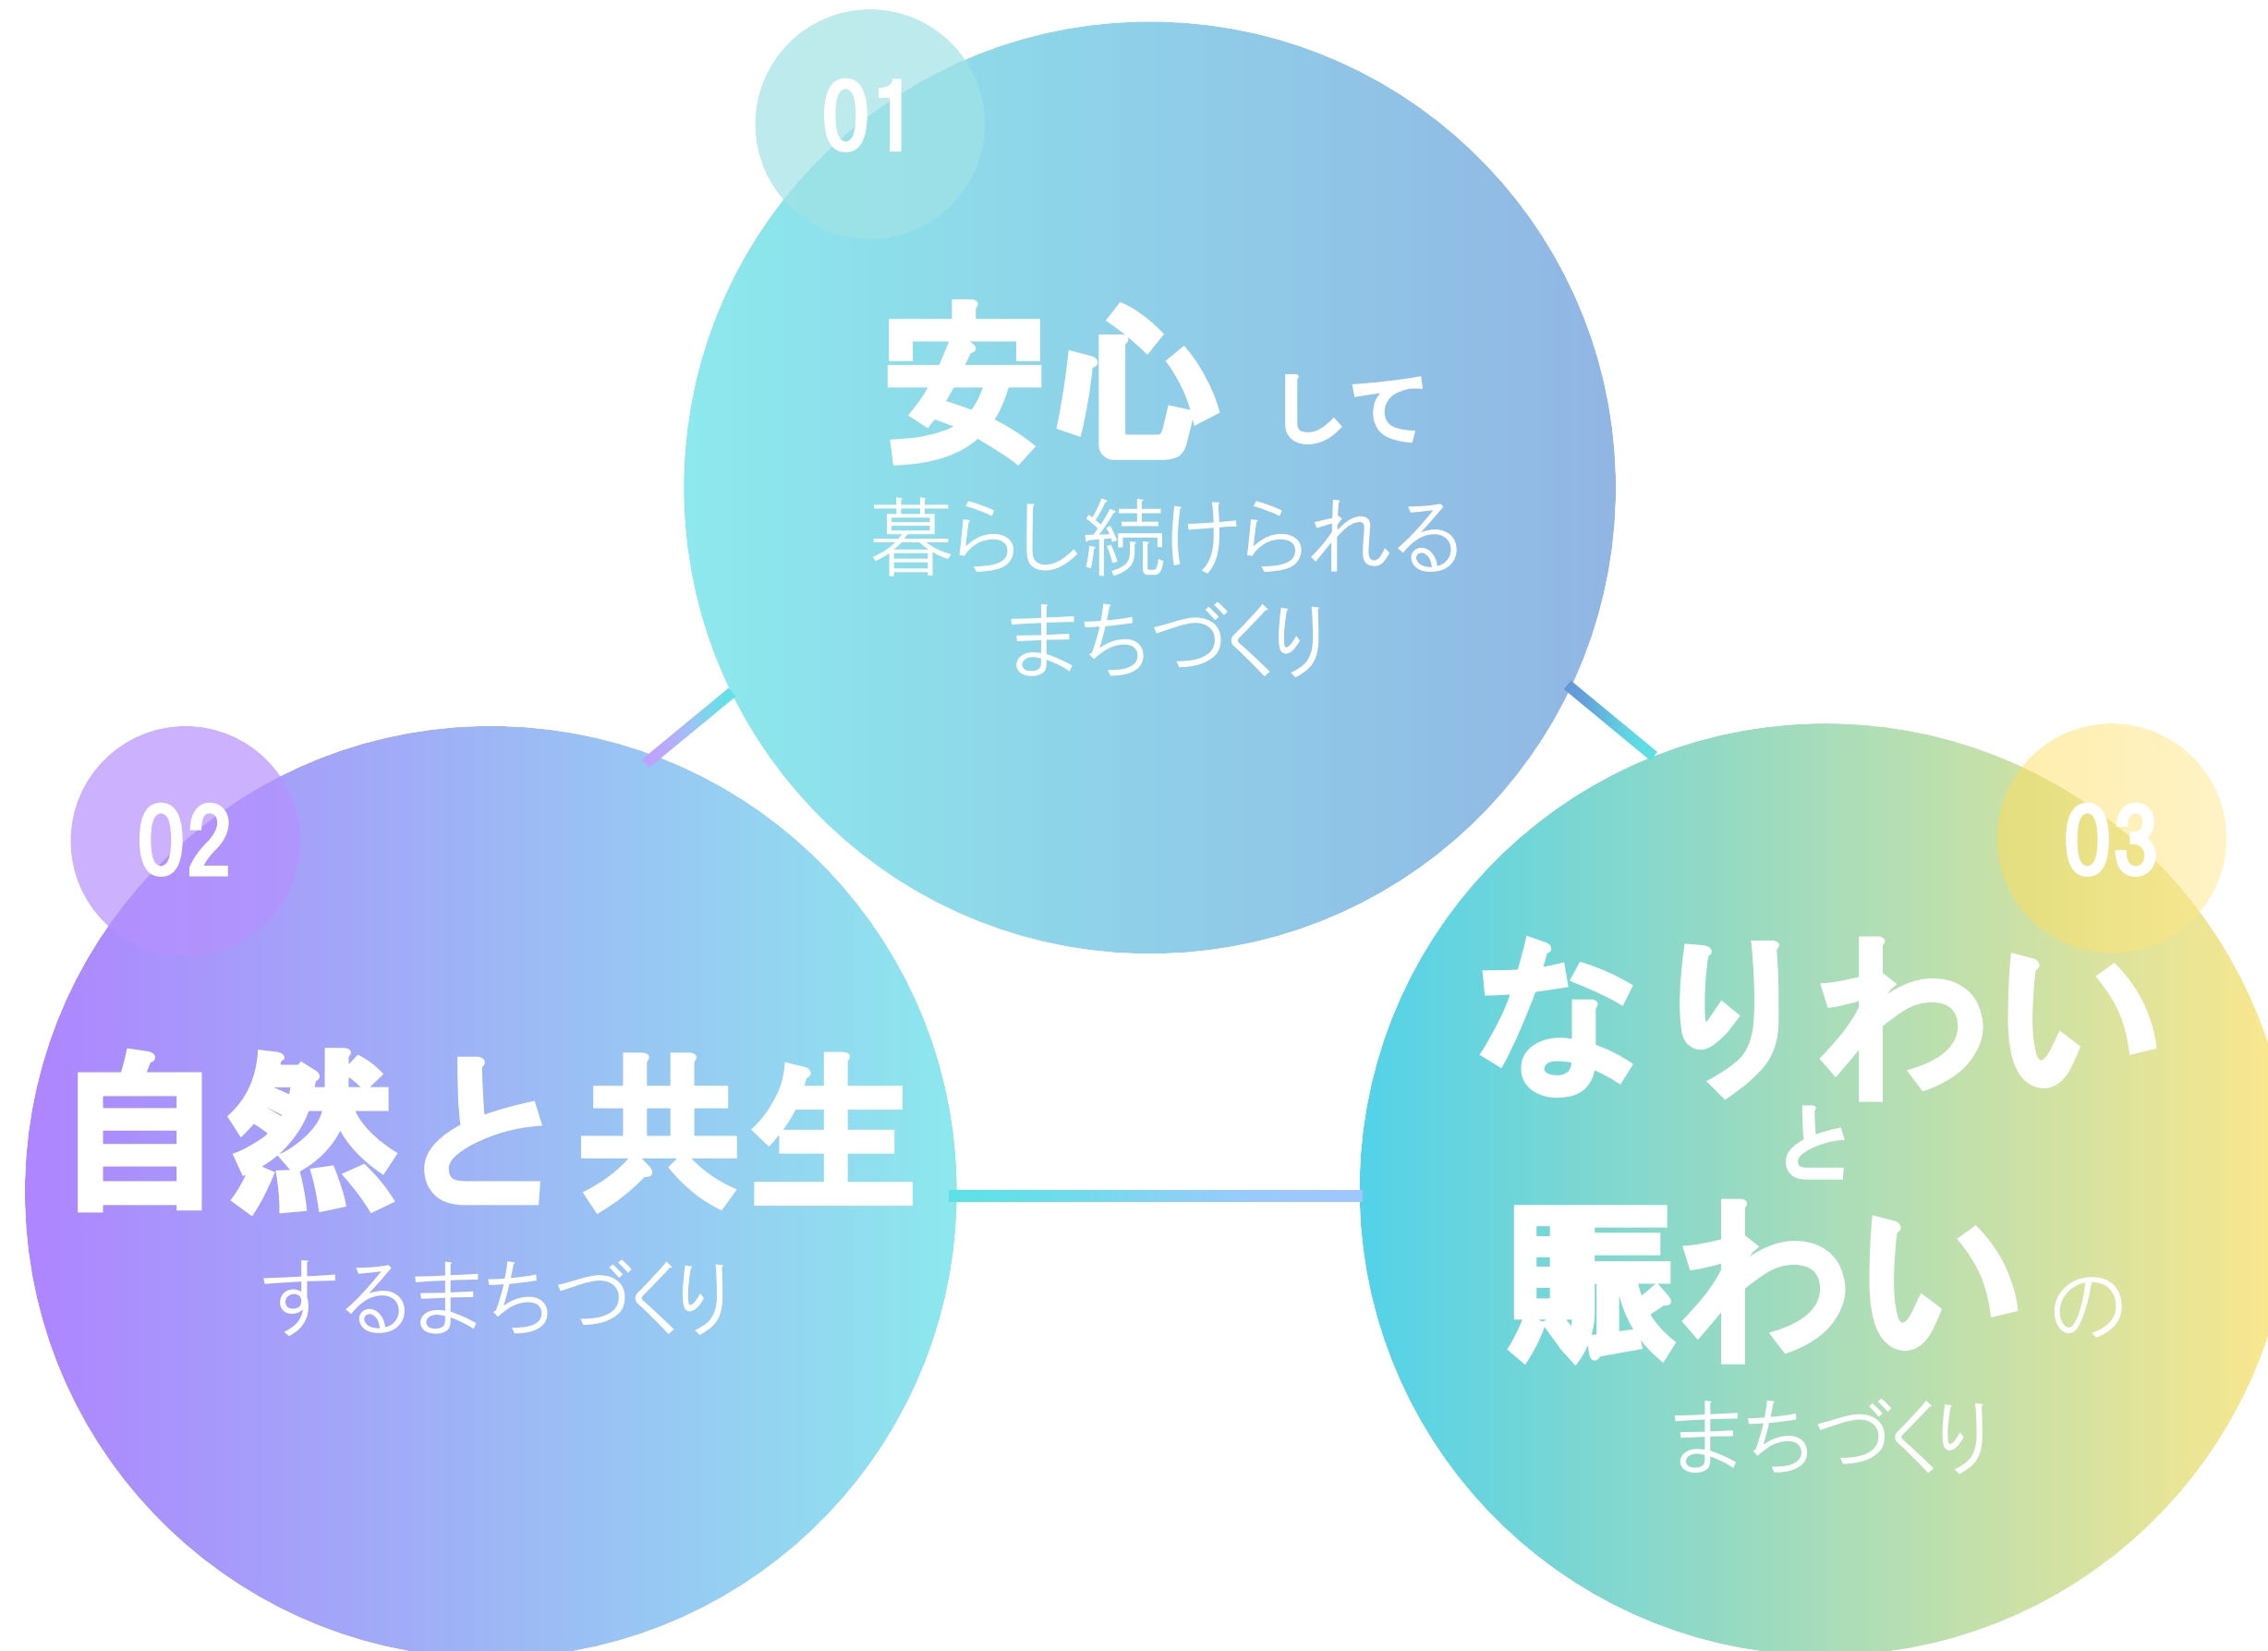 01
安心して
暮らし続けられる
まちづくり
02
自然と共生
するまちづくり
03
なりわい
と
賑わいの
まちづくり